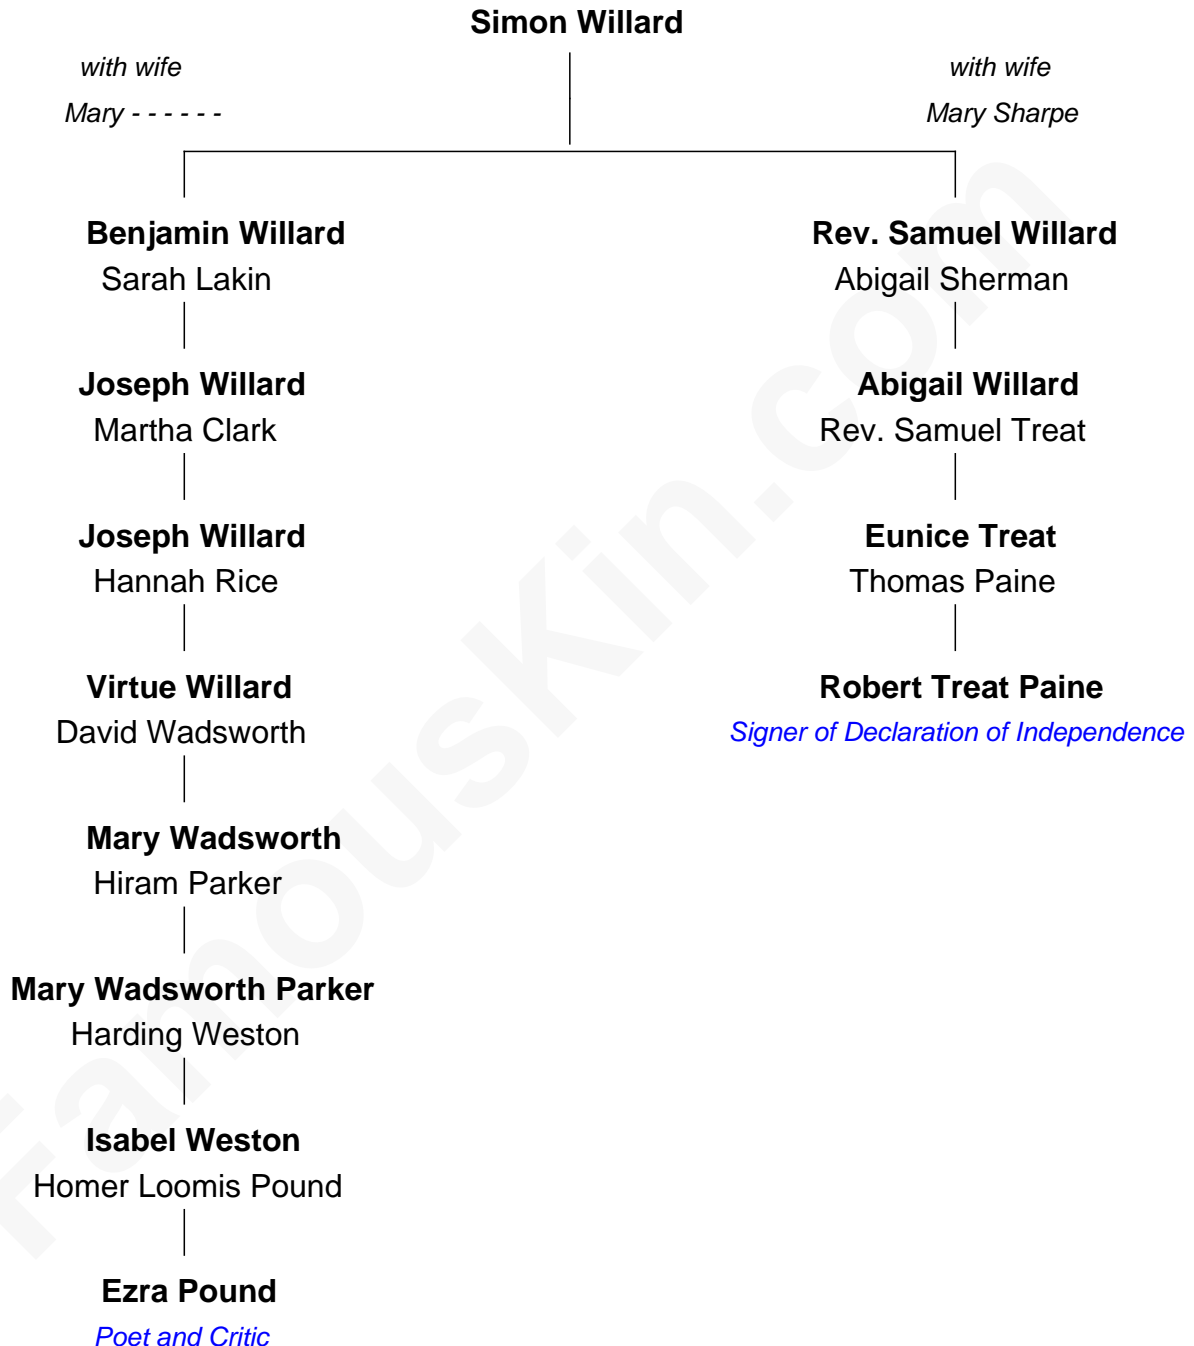 Simon Willard
with wife
Mary - - - - - -
with wife
Mary Sharpe
Benjamin Willard
Sarah Lakin
Rev. Samuel Willard
Abigail Sherman
Joseph Willard
Martha Clark
Abigail Willard
Rev. Samuel Treat
Joseph Willard
Hannah Rice
Eunice Treat
Thomas Paine
Virtue Willard
David Wadsworth
Robert Treat Paine
Signer of Declaration of Independence
Mary Wadsworth
Hiram Parker
Mary Wadsworth Parker
Harding Weston
Isabel Weston
Homer Loomis Pound
Ezra Pound
Poet and Critic
FamousKin.com